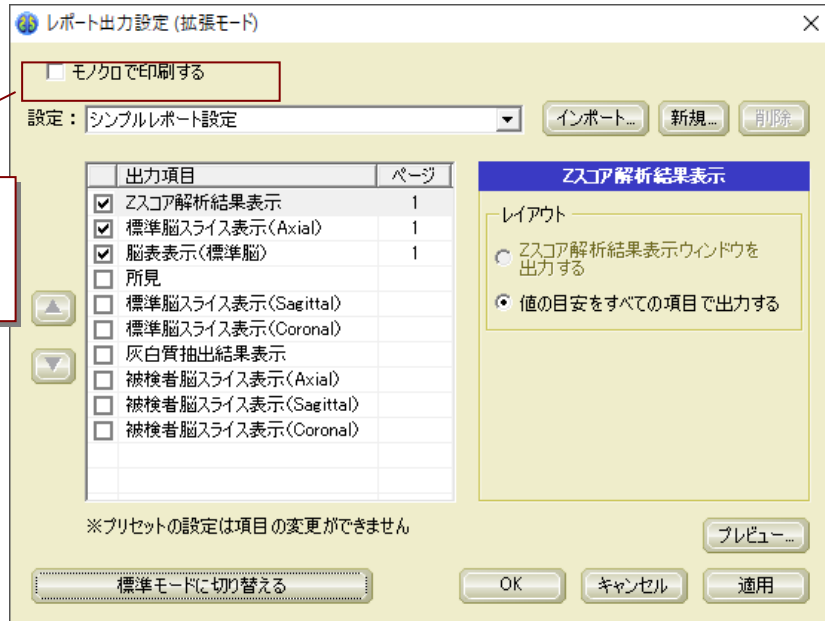 レポート出力設定 (拡張モード)
モノクロで印刷する
設定： シンプルレポート設定 インポート... 新規... 削除
出力項目 ページ
Zスコア解析結果表示 1
標準脳スライス表示(Axial) 1
脳表表示(標準脳) 1
所見
標準脳スライス表示(Sagittal)
標準脳スライス表示(Coronal)
灰白質抽出結果表示
被検者脳スライス表示(Axial)
被検者脳スライス表示(Sagittal)
被検者脳スライス表示(Coronal)
Zスコア解析結果表示
レイアウト
Zスコア解析結果表示ウィンドウを
出力する
値の目安をすべての項目で出力する
※プリセットの設定は項目の変更ができません
プレビュー...
標準モードに切り替える OK キャンセル 適用